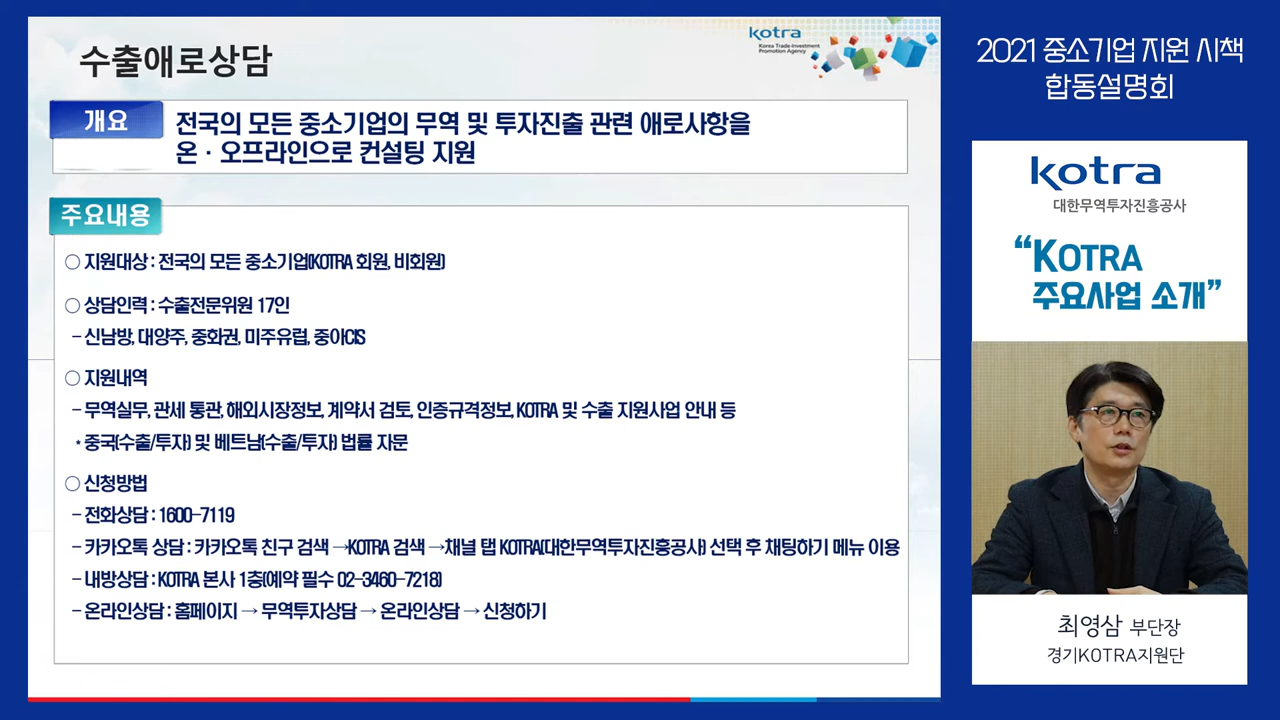 수출애로상담
kotra
Korea Trade-Investment
Promotion Agency
개요
전국의 모든 중소기업의 무역 및 투자진출 관련 애로사항을
온 · 오프라인으로 컨설팅 지원
주요내용
○ 지원대상 : 전국의 모든 중소기업(KOTRA 회원, 비회원)
○ 상담인력 : 수출전문위원 17인
- 신남방, 대양주, 중화권, 미주유럽, 중아CIS
○ 지원내역
- 무역실무, 관세 통관, 해외시장정보, 계약서 검토, 인증규격정보, KOTRA 및 수출 지원사업 안내 등
* 중국(수출/투자) 및 베트남(수출/투자) 법률 자문
○ 신청방법
- 전화상담 : 1600-7119
- 카카오톡 상담 : 카카오톡 친구 검색 →KOTRA 검색 →채널 탭 KOTRA(대한무역투자진흥공사) 선택 후 채팅하기 메뉴 이용
- 내방상담 : KOTRA 본사 1층(예약 필수 02-3460-7218)
- 온라인상담 : 홈페이지 → 무역투자상담 → 온라인상담 → 신청하기
2021 중소기업 지원 시책
합동설명회
kotra
대한무역투자진흥공사
“KOTRA
주요사업 소개”
최영삼 부단장
경기KOTRA지원단